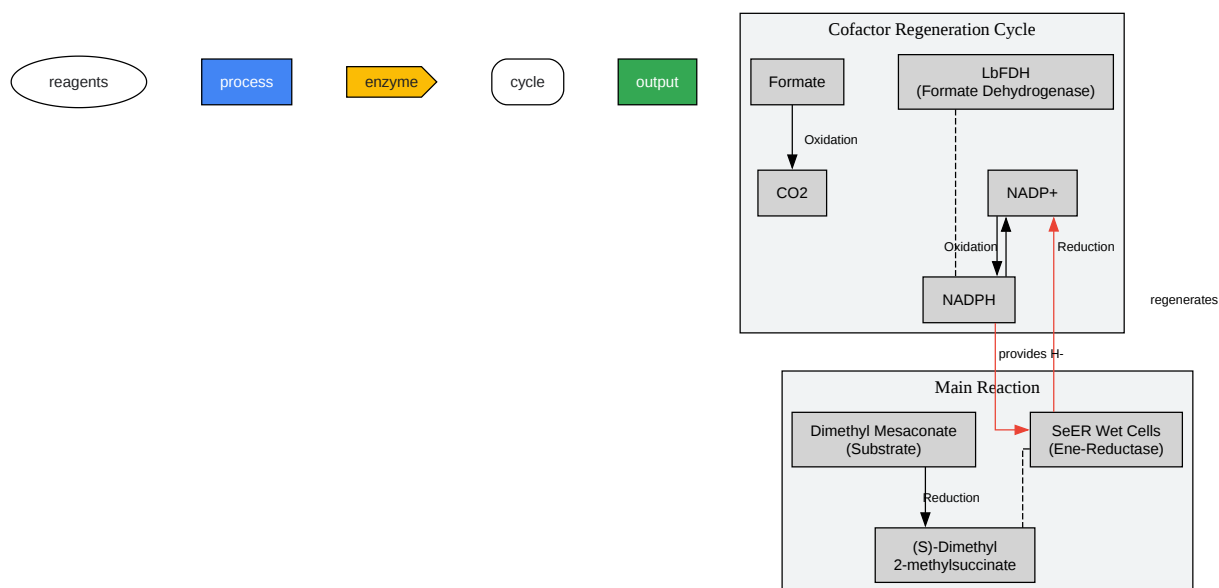 reagents
process
enzyme
cycle
output
Cofactor Regeneration Cycle
Formate
LbFDH
(Formate Dehydrogenase)
Oxidation
CO2
NADP+
Oxidation
Reduction
NADPH
regenerates
provides H-
Main Reaction
Dimethyl Mesaconate
(Substrate)
SeER Wet Cells
(Ene-Reductase)
Reduction
(S)-Dimethyl
2-methylsuccinate